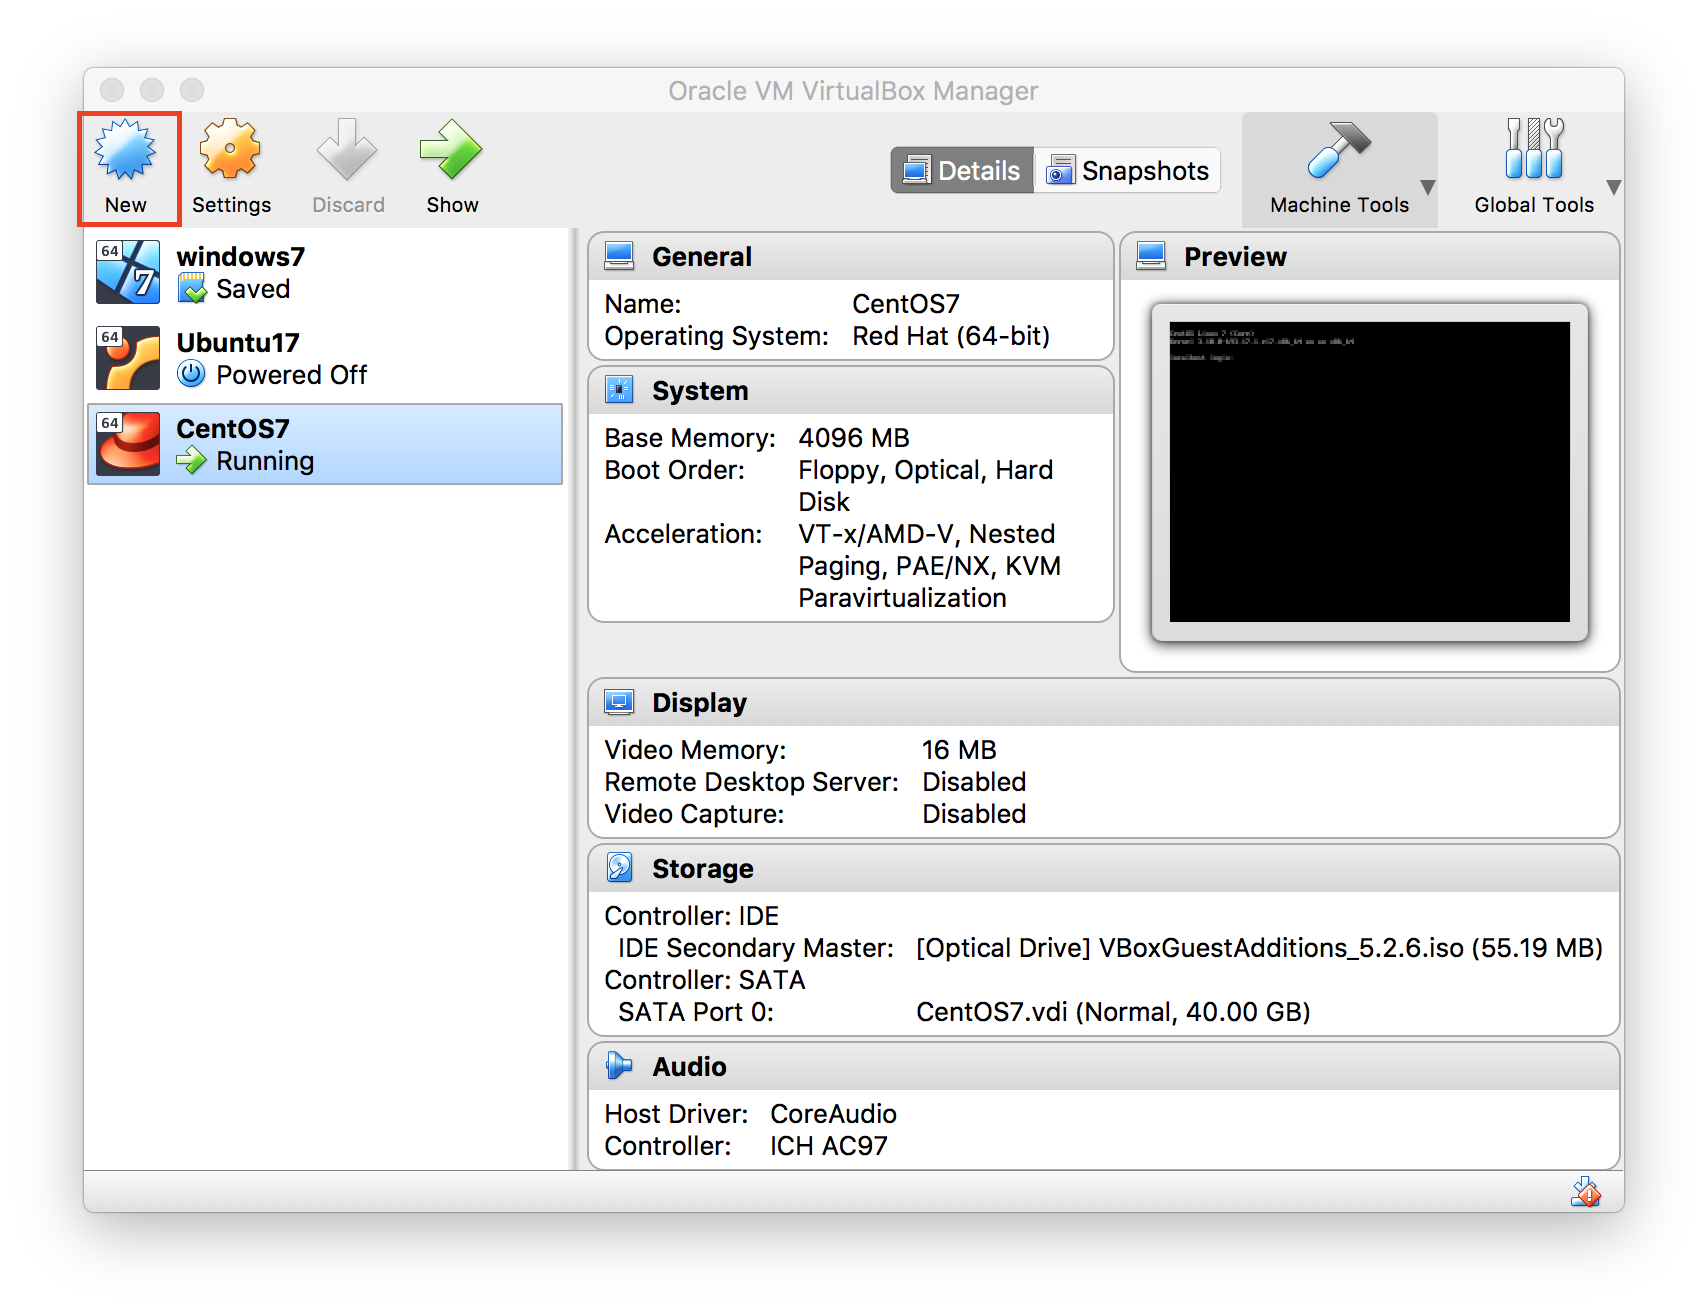 Oracle VM VirtualBox Manager
New
Settings
Discard
Show
Details
Snapshots
Machine Tools
Global Tools
64
7
windows7
Saved
64
Ubuntu17
Powered Off
64
CentOS7
Running
General
Name: CentOS7
Operating System: Red Hat (64-bit)
System
Base Memory: 4096 MB
Boot Order: Floppy, Optical, Hard
Disk
Acceleration: VT-x/AMD-V, Nested
Paging, PAE/NX, KVM
Paravirtualization
Preview
Display
Video Memory: 16 MB
Remote Desktop Server: Disabled
Video Capture: Disabled
Storage
Controller: IDE
IDE Secondary Master: [Optical Drive] VBoxGuestAdditions_5.2.6.iso (55.19 MB)
Controller: SATA
SATA Port 0: CentOS7.vdi (Normal, 40.00 GB)
Audio
Host Driver: CoreAudio
Controller: ICH AC97